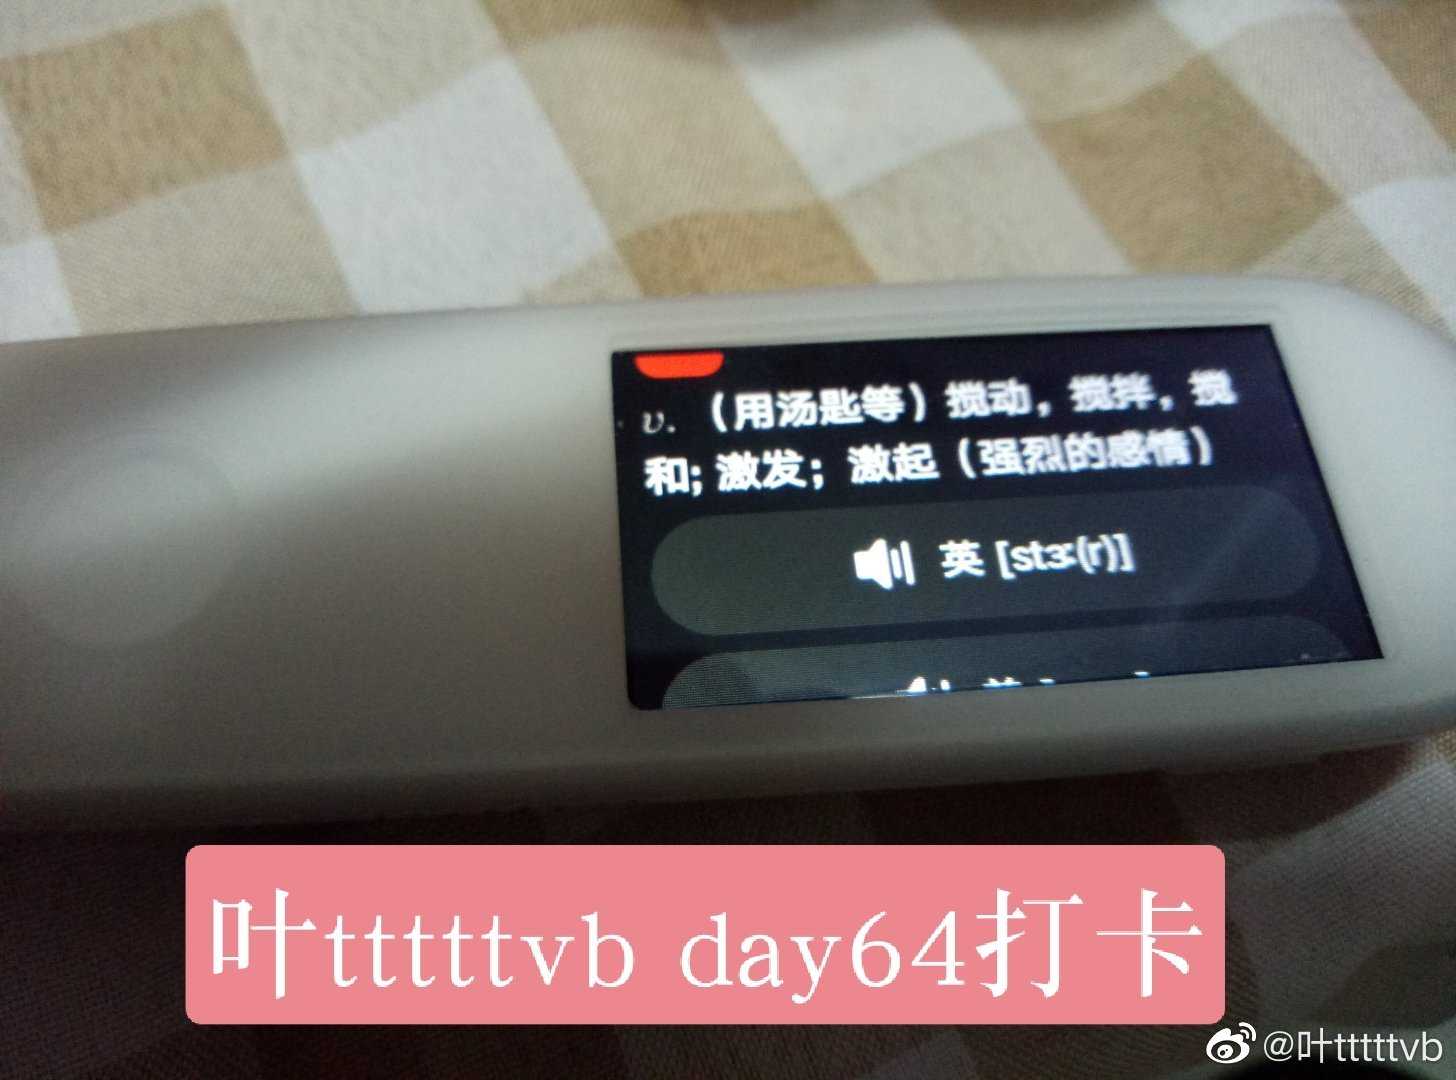 v.（用汤匙等）搅动，搅拌，搅
和；激发；激起（强烈的感情）
英 [stɜː(r)]
叶ttttttvb day64打卡
@叶ttttttvb